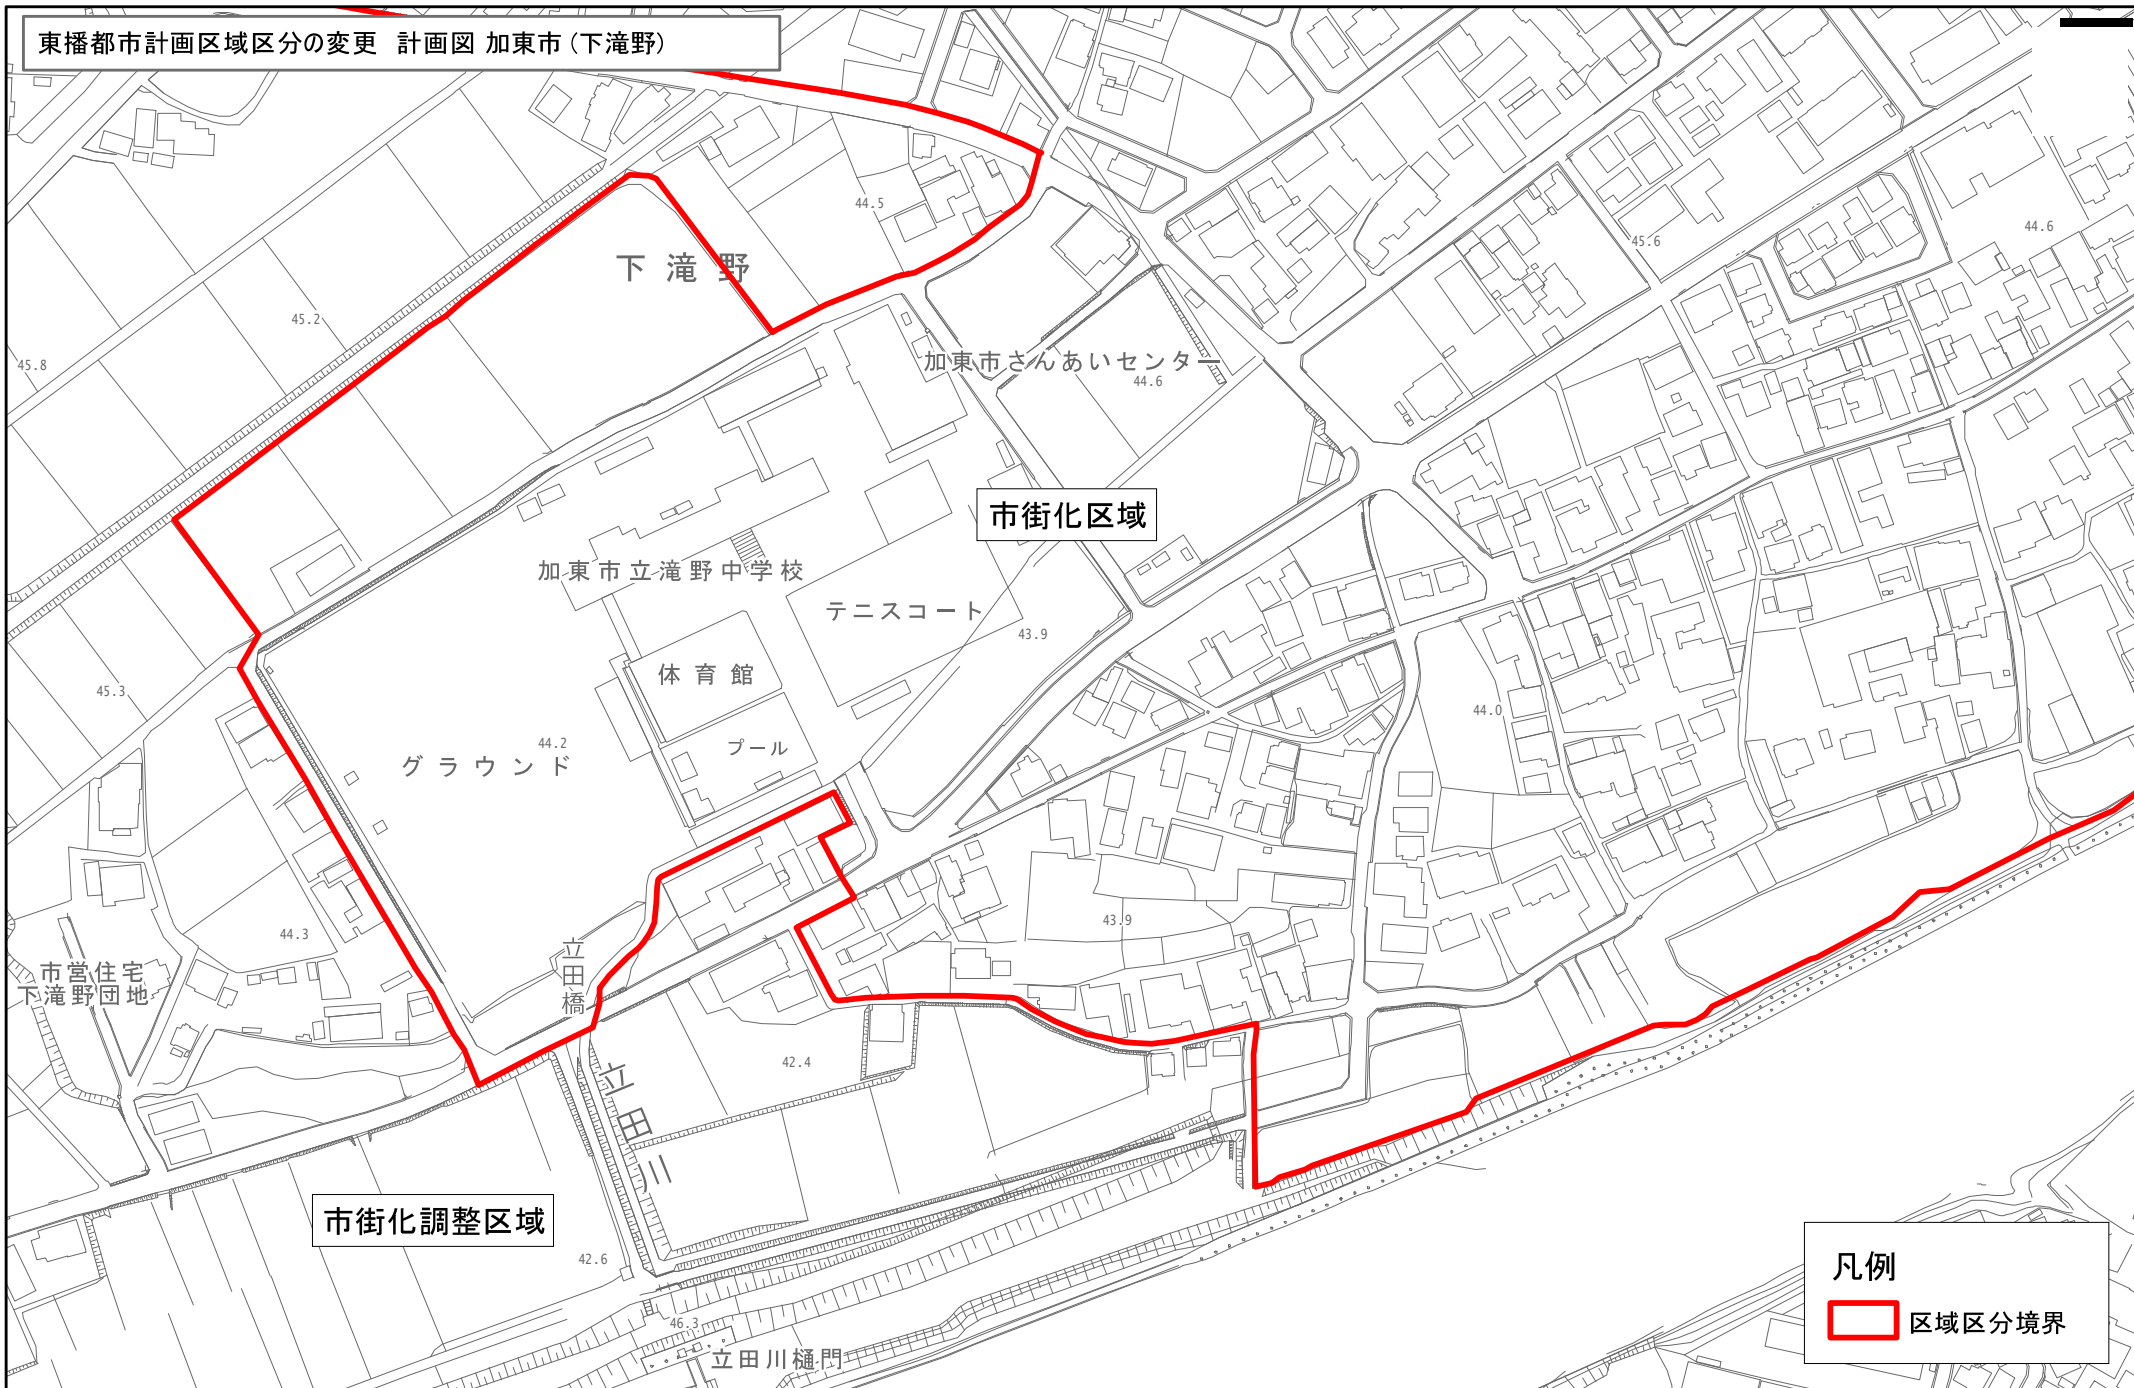 東播都市計画区域区分の変更 計画図 加東市(下滝野)
44.5
下滝野
45.6
44.6
45.2
45.8
加東市さんあいセンター
44.6
市街化区域
加東市立滝野中学校
テニスコート
43.9
体育館
45.3
44.0
44.2
プール
グラウンド
43.9
44.3
立田橋
市営住宅
下滝野団地
42.4
立田川
市街化調整区域
42.6
46.3
立田川樋門
凡例
区域区分境界